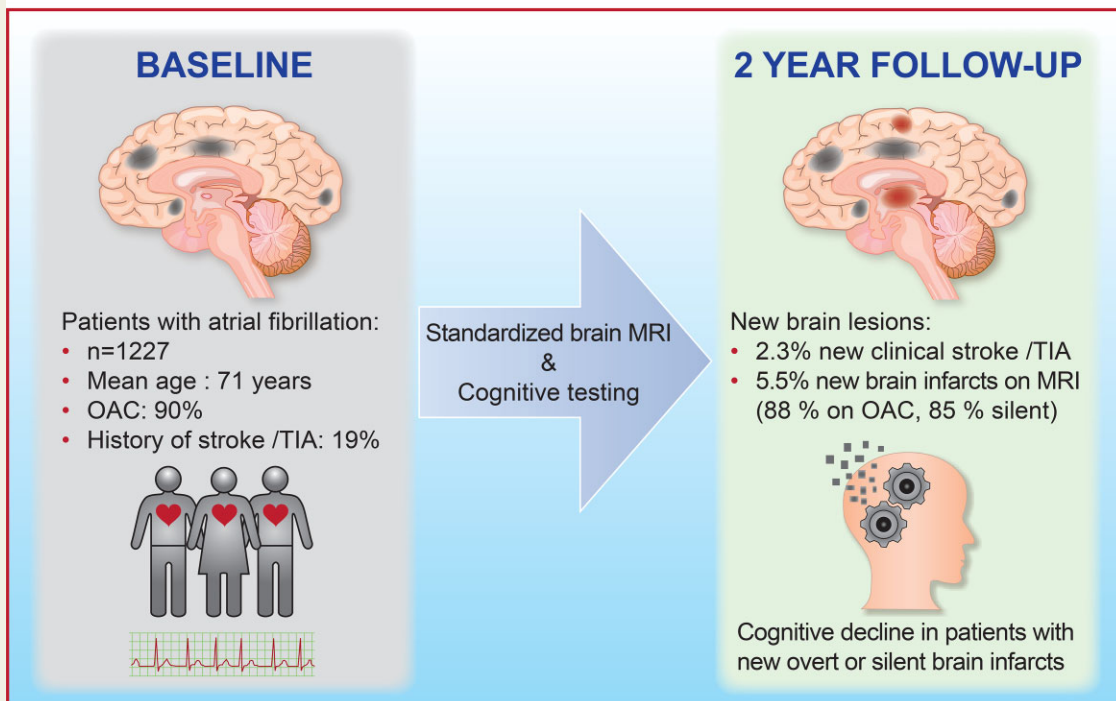 BASELINE
Patients with atrial fibrillation:
• n=1227
• Mean age : 71 years
• OAC: 90%
• History of stroke /TIA: 19%
Standardized brain MRI
&
Cognitive testing
2 YEAR FOLLOW-UP
New brain lesions:
• 2.3% new clinical stroke /TIA
• 5.5% new brain infarcts on MRI
(88 % on OAC, 85 % silent)
Cognitive decline in patients with
new overt or silent brain infarcts